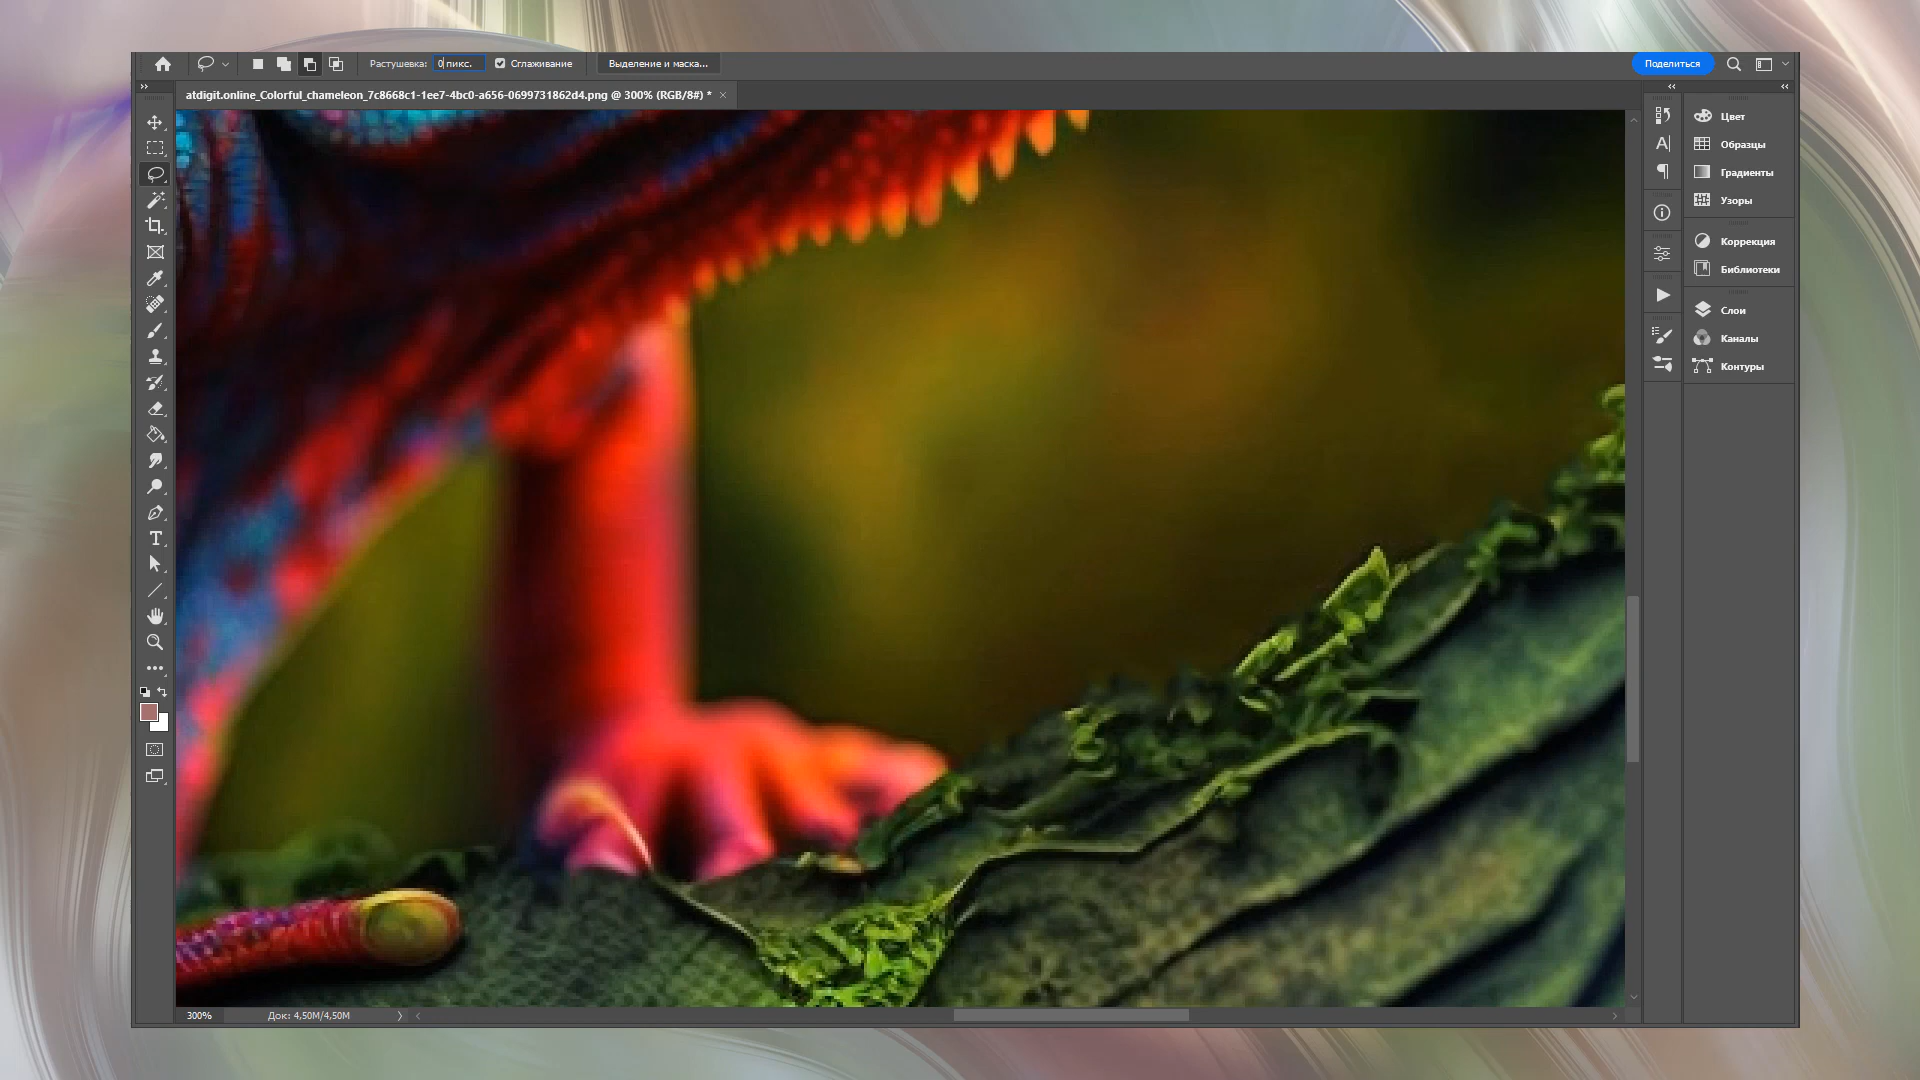 Растушевка: 0 пикс. Сглаживание Выделение и маска... Поделиться
atdigit.online_Colorful_chameleon_7c8668c1-1ee7-4bc0-a656-0699731862d4.png @ 300% (RGB/8#) * ×
Цвет
Образцы
Градиенты
Узоры
Коррекция
Библиотеки
Слои
Каналы
Контуры
300% Док: 4,50M/4,50M